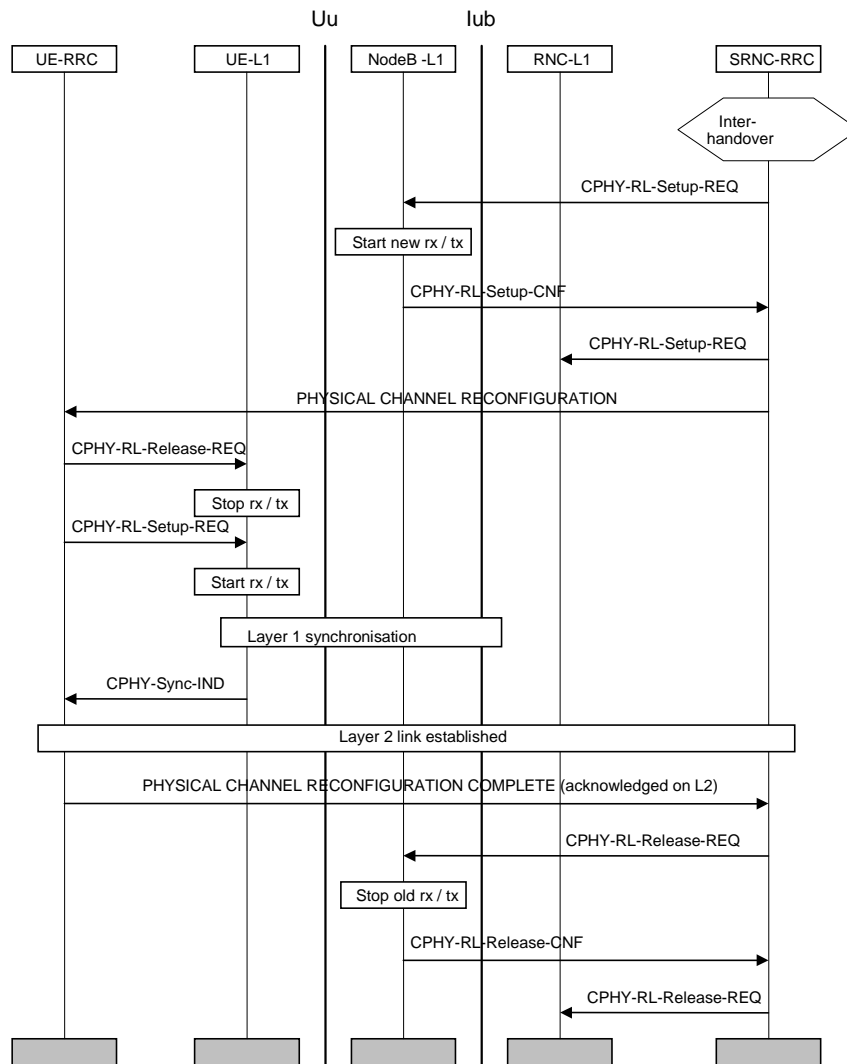 Uu Iub
UE-RRC UE-L1 NodeB -L1 RNC-L1 SRNC-RRC
Inter-
handover
CPHY-RL-Setup-REQ
Start new rx / tx
CPHY-RL-Setup-CNF
CPHY-RL-Setup-REQ
PHYSICAL CHANNEL RECONFIGURATION
CPHY-RL-Release-REQ
Stop rx / tx
CPHY-RL-Setup-REQ
Start rx / tx
Layer 1 synchronisation
CPHY-Sync-IND
Layer 2 link established
PHYSICAL CHANNEL RECONFIGURATION COMPLETE (acknowledged on L2)
CPHY-RL-Release-REQ
Stop old rx / tx
CPHY-RL-Release-CNF
CPHY-RL-Release-REQ